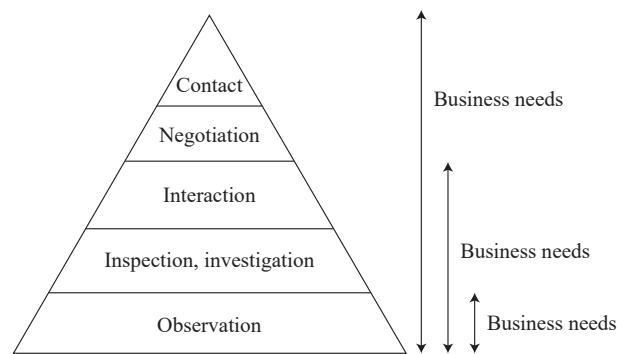 Contact
Business needs
Negotiation
Interaction
Business needs
Inspection, investigation
Observation
Business needs